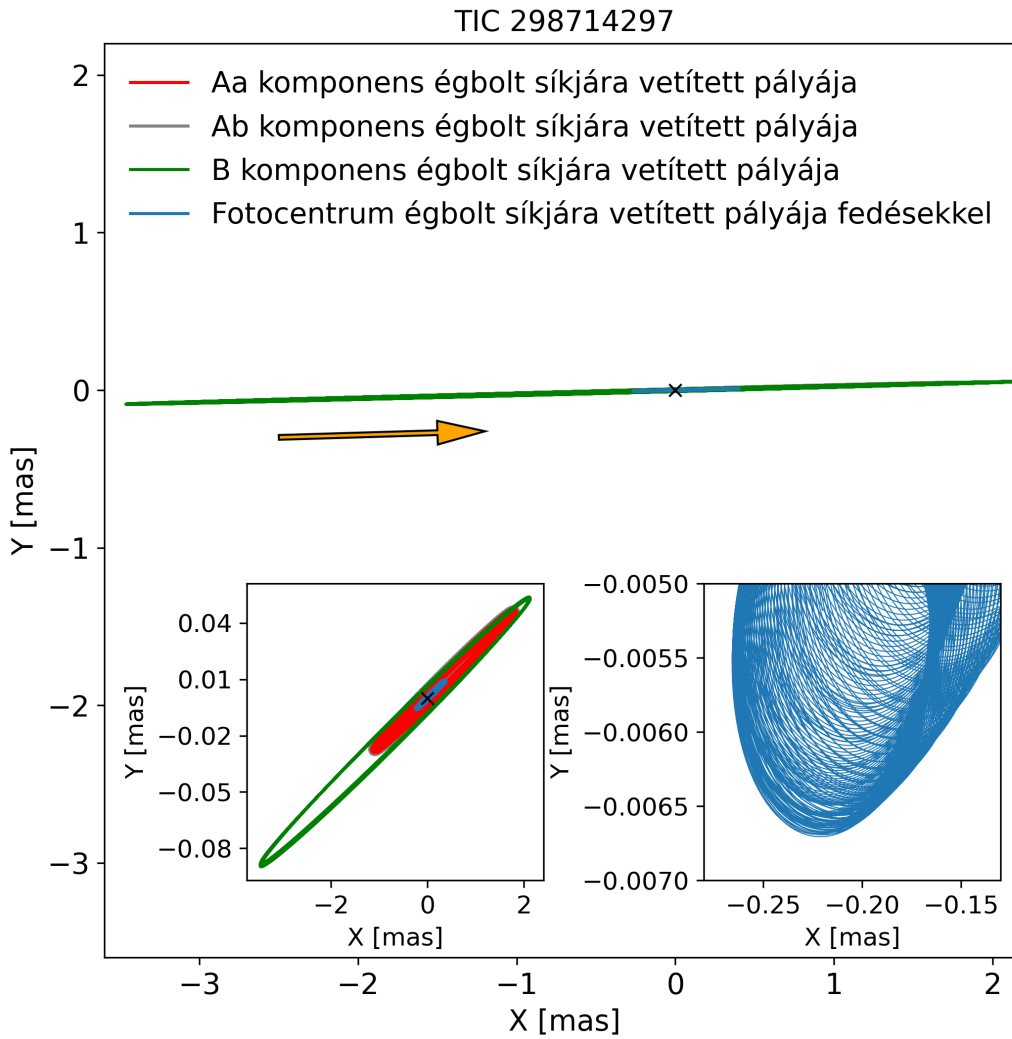 TIC 298714297
Aa komponens égbolt síkjára vetített pályája
Ab komponens égbolt síkjára vetített pályája
B komponens égbolt síkjára vetített pályája
Fotocentrum égbolt síkjára vetített pályája fedésekkel
2
1
0
−1
−2
−3
Y [mas]
−3
−2
−1
0
1
2
X [mas]
0.04
0.01
−0.02
−0.05
−0.08
Y [mas]
−2
0
2
X [mas]
−0.0050
−0.0055
−0.0060
−0.0065
−0.0070
Y [mas]
−0.25
−0.20
−0.15
X [mas]